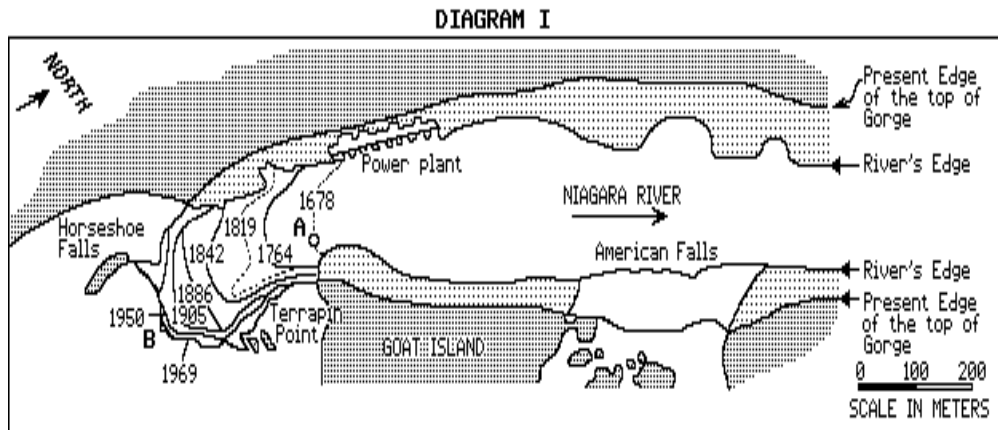 DIAGRAM I
NORTH
Present Edge
of the top of
Gorge
Power plant
River's Edge
1678
NIAGARA RIVER
A
Horseshoe
Falls
1819
1842
1764
American Falls
River's Edge
1886
1905
1950
Terrapin
Point
Present Edge
of the top of
Gorge
B
GOAT ISLAND
1969
0 100 200
SCALE IN METERS